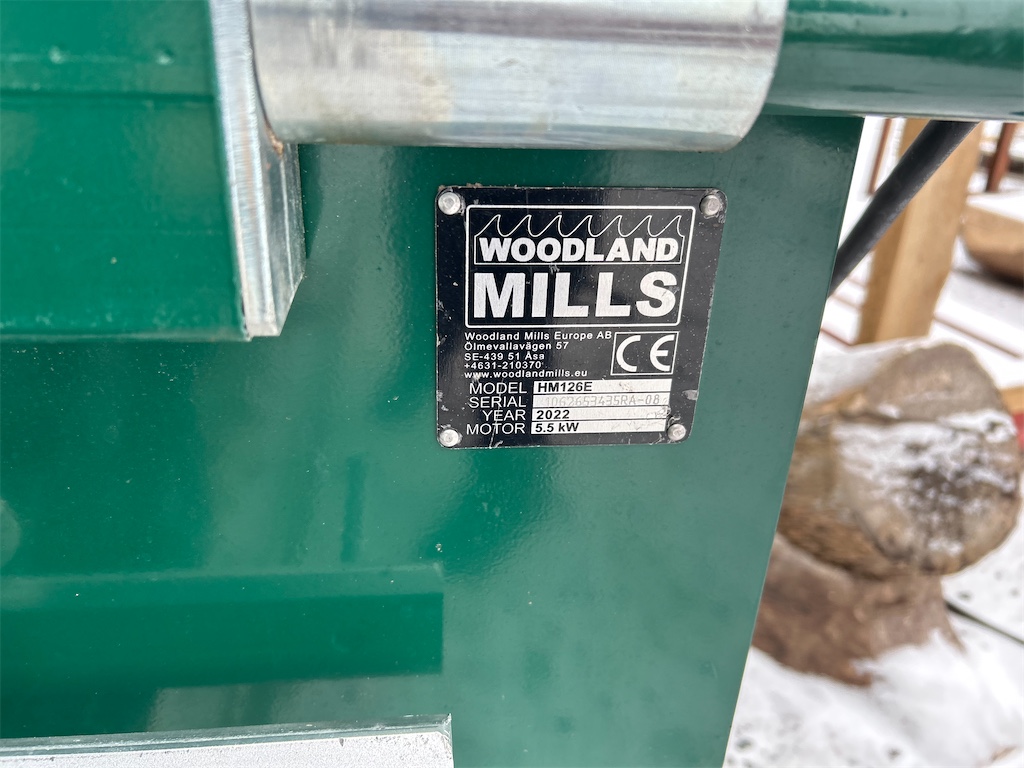 WOODLAND
MILLS
Woodland Mills Europe AB
Ölmevallavägen 57
SE-439 51 Åsa
+4631-210370
www.woodlandmills.eu
CE
MODEL HM126E
SERIAL
YEAR 2022
MOTOR 5.5 kW